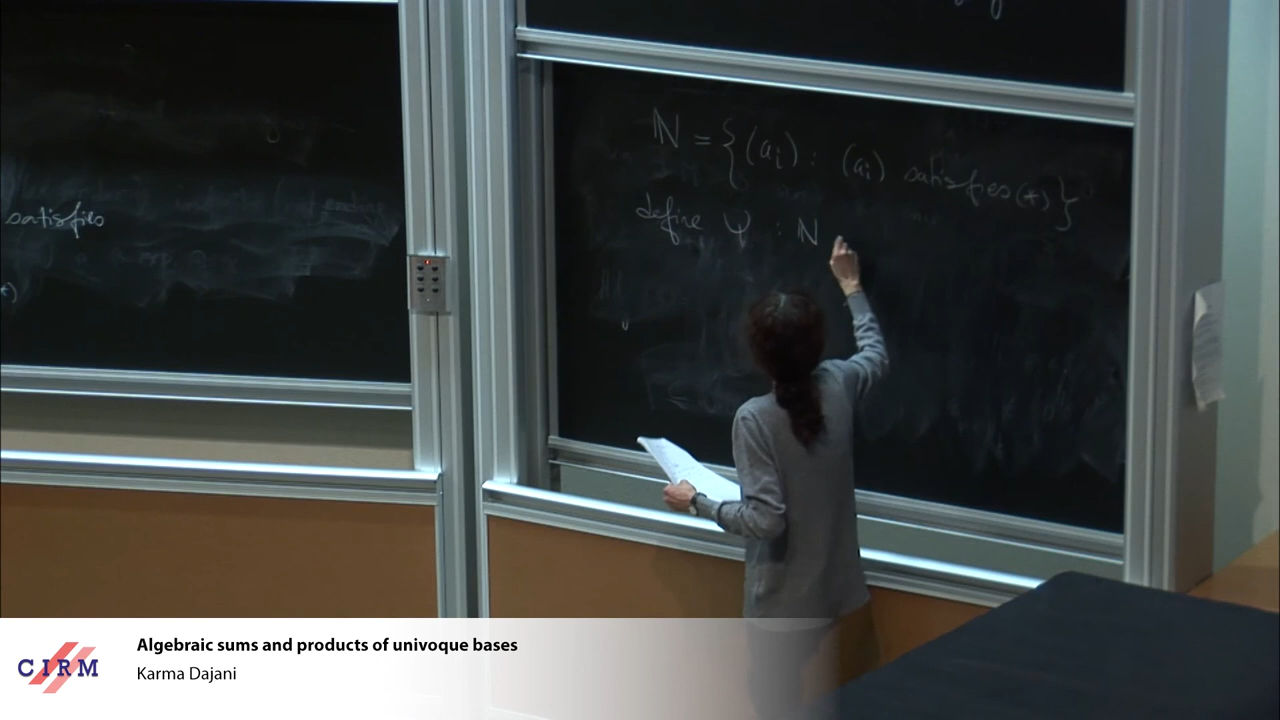 satisfies
ℕ = {(aᵢ) : (aᵢ) satisfies (*)}
define ψ : ℕ
CIRM
Algebraic sums and products of univoque bases
Karma Dajani